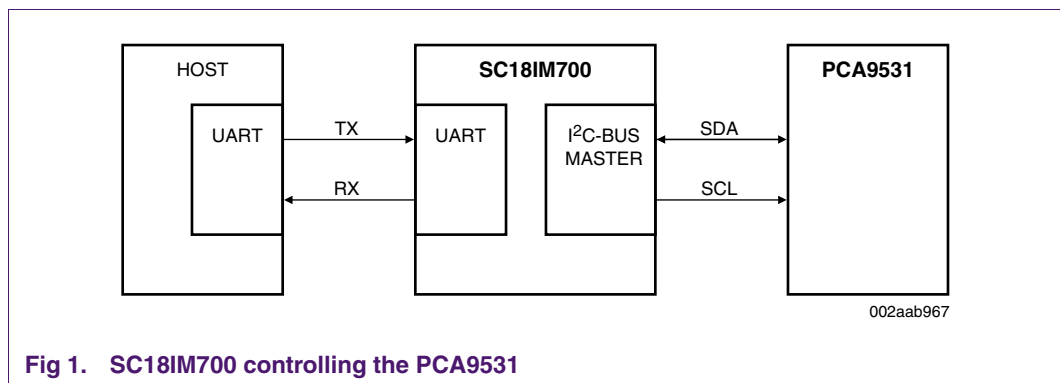 HOST
SC18IM700
PCA9531
UART
TX
RX
UART
I²C-BUS
MASTER
SDA
SCL
002aab967
Fig 1. SC18IM700 controlling the PCA9531